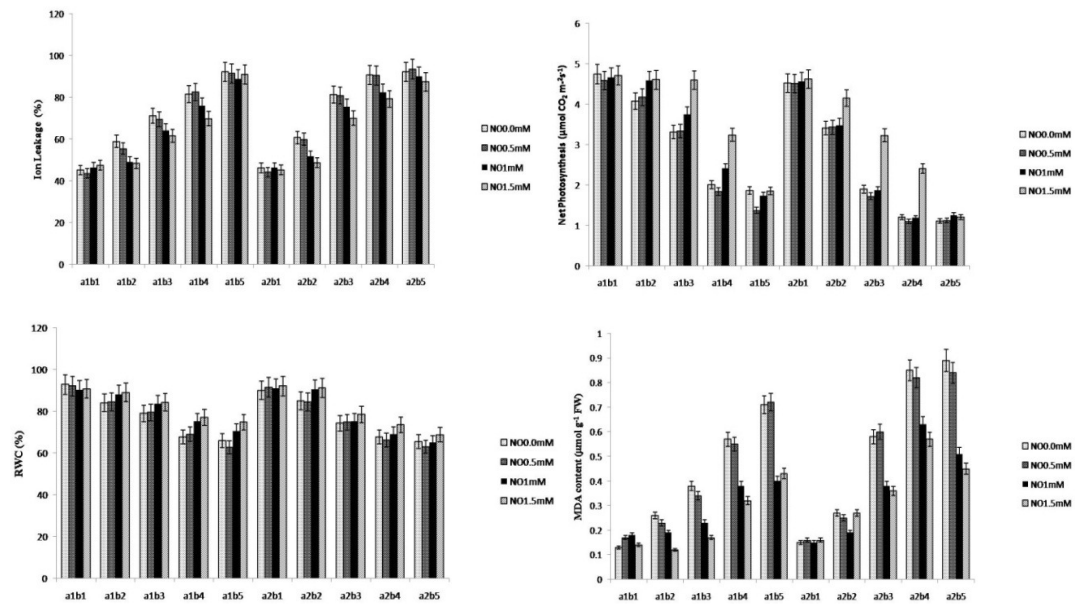 120
100
80
60
40
20
0
Ion Leakage (%)
a1b1 a1b2 a1b3 a1b4 a1b5 a2b1 a2b2 a2b3 a2b4 a2b5
NO0.0mM
NO0.5mM
NO1mM
NO1.5mM
6
5
4
3
2
1
0
Net Photosynthesis (µmol CO2 m-²s-¹)
a1b1 a1b2 a1b3 a1b4 a1b5 a2b1 a2b2 a2b3 a2b4 a2b5
NO0.0mM
NO0.5mM
NO1mM
NO1.5mM
120
100
80
60
40
20
0
RWC (%)
a1b1 a1b2 a1b3 a1b4 a1b5 a2b1 a2b2 a2b3 a2b4 a2b5
NO0.0mM
NO0.5mM
NO1mM
NO1.5mM
1
0.9
0.8
0.7
0.6
0.5
0.4
0.3
0.2
0.1
0
MDA content (µmol g-¹ FW)
a1b1 a1b2 a1b3 a1b4 a1b5 a2b1 a2b2 a2b3 a2b4 a2b5
NO0.0mM
NO0.5mM
NO1mM
NO1.5mM